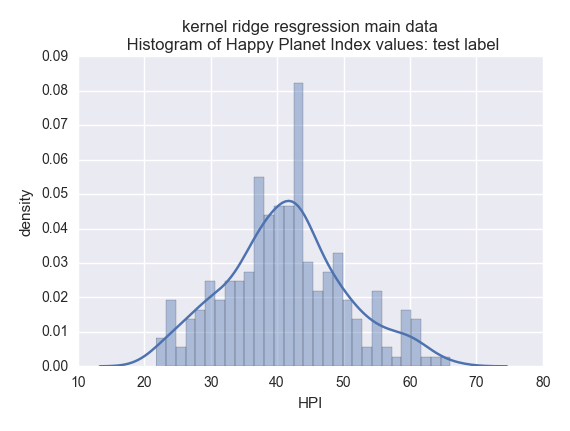 kernel ridge resgression main data
Histogram of Happy Planet Index values: test label
0.09
0.08
0.07
0.06
0.05
0.04
0.03
0.02
0.01
0.00
density
10 20 30 40 50 60 70 80
HPI